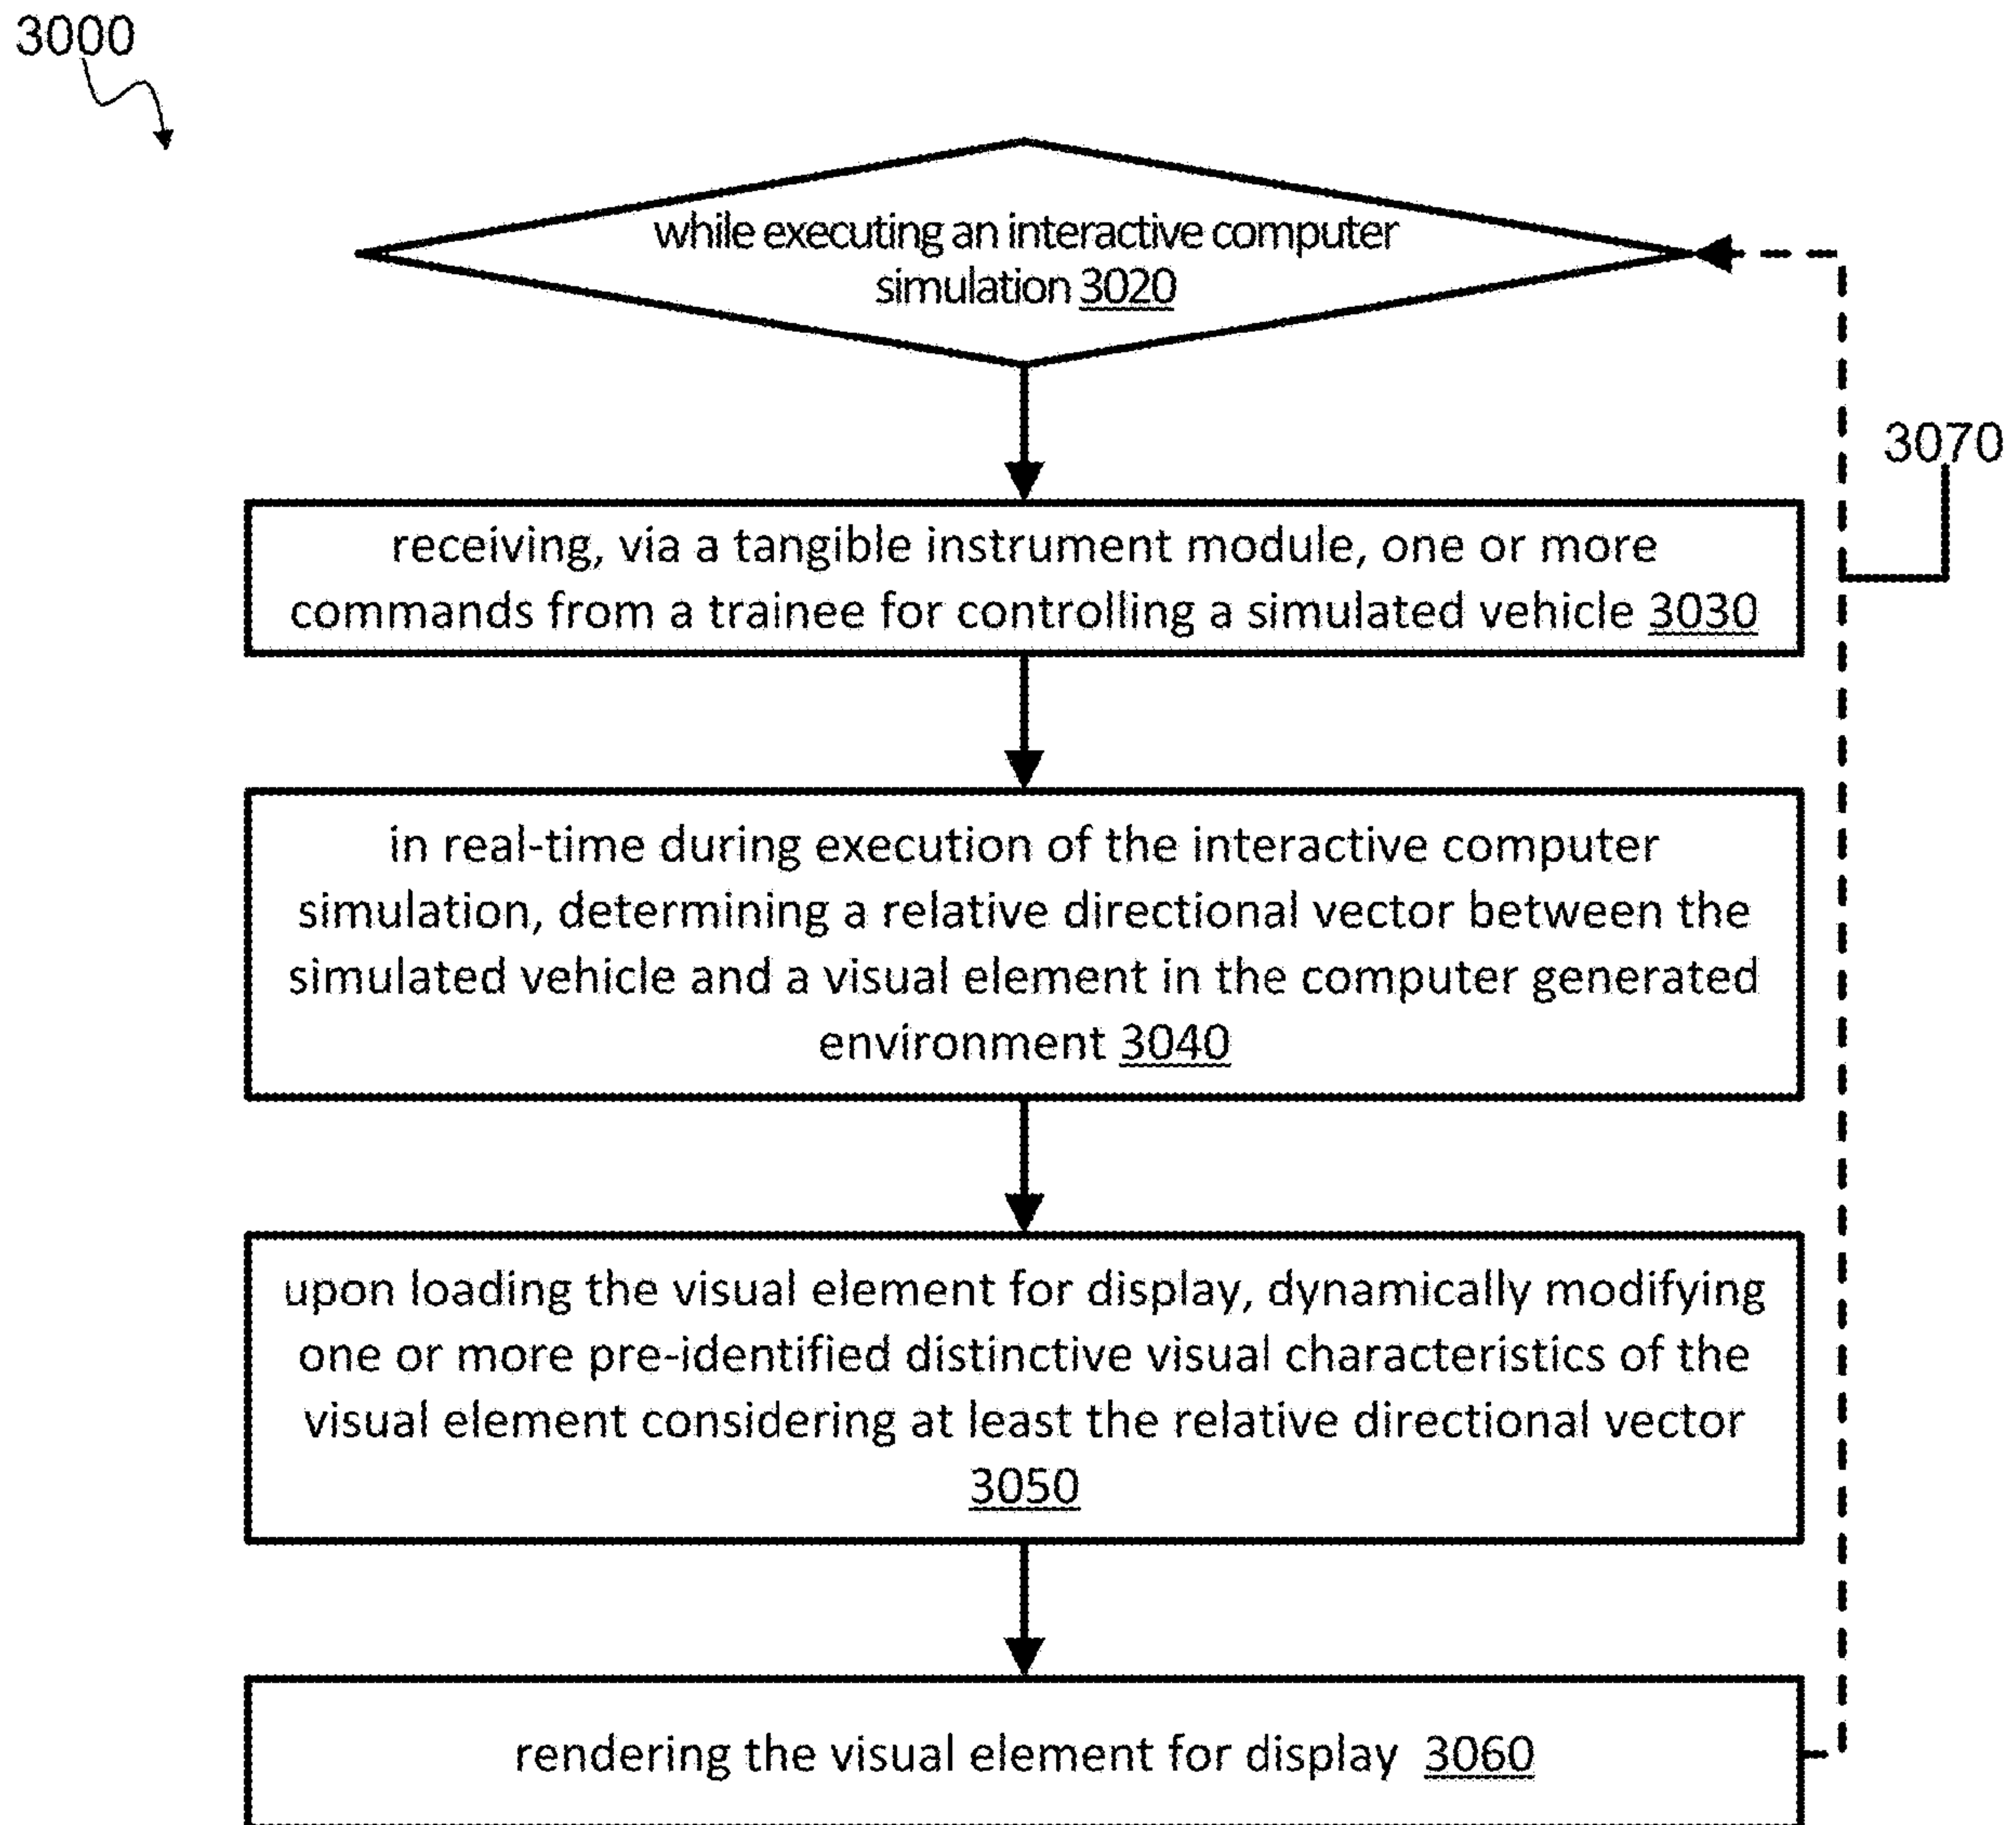 3000
while executing an interactive computer
simulation 3020
3070
receiving, via a tangible instrument module, one or more
commands from a trainee for controlling a simulated vehicle 3030
in real-time during execution of the interactive computer
simulation, determining a relative directional vector between the
simulated vehicle and a visual element in the computer generated
environment 3040
upon loading the visual element for display, dynamically modifying
one or more pre-identified distinctive visual characteristics of the
visual element considering at least the relative directional vector
3050
rendering the visual element for display 3060